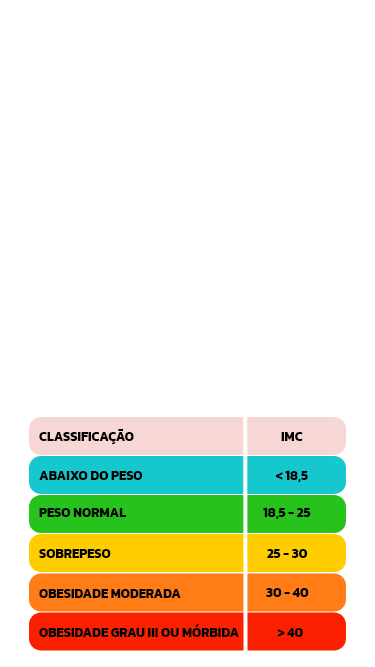 CLASSIFICAÇÃO IMC
ABAIXO DO PESO < 18,5
PESO NORMAL 18,5 - 25
SOBREPESO 25 - 30
OBESIDADE MODERADA 30 - 40
OBESIDADE GRAU III OU MÓRBIDA > 40